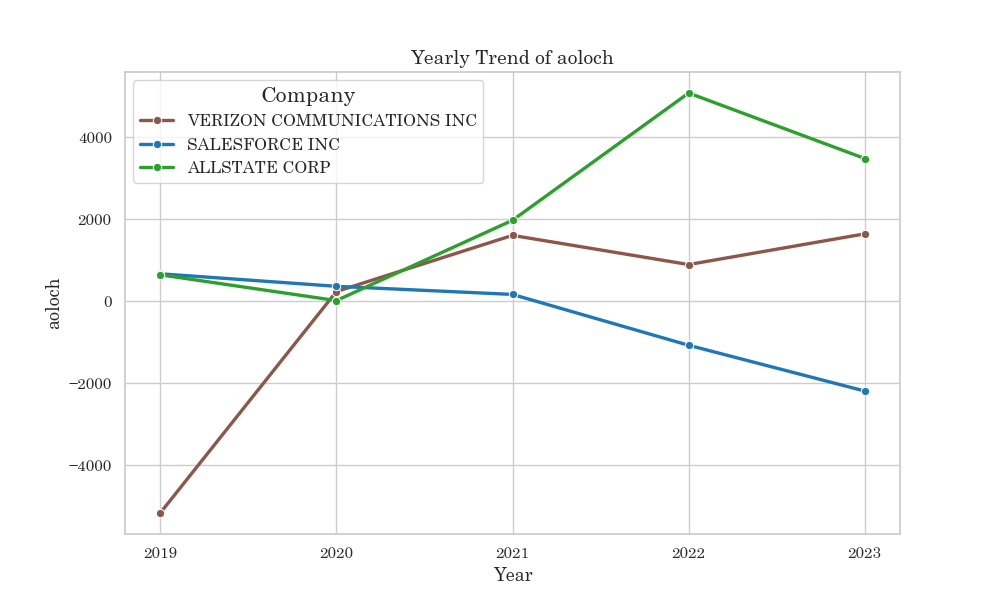 Yearly Trend of aoloch
Company
VERIZON COMMUNICATIONS INC
SALESFORCE INC
ALLSTATE CORP
aoloch
4000
2000
0
−2000
−4000
2019 2020 2021 2022 2023
Year